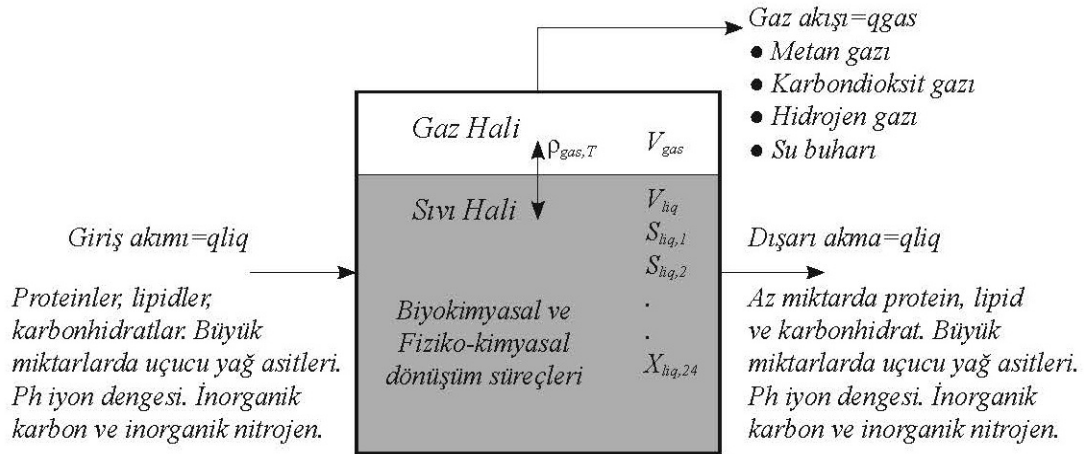 Gaz akışı=qgas
● Metan gazı
● Karbondioksit gazı
● Hidrojen gazı
● Su buharı
Gaz Hali
ρgas,T
Vgas
Sıvı Hali
Vliq
Sliq,1
Sliq,2
.
.
Xliq,24
Biyokimyasal ve
Fiziko-kimyasal
dönüşüm süreçleri
Giriş akımı=qliq
Proteinler, lipidler,
karbonhidratlar. Büyük
miktarlarda uçucu yağ asitleri.
Ph iyon dengesi. İnorganik
karbon ve inorganik nitrojen.
Dışarı akma=qliq
Az miktarda protein, lipid
ve karbonhidrat. Büyük
miktarlarda uçucu yağ asitleri.
Ph iyon dengesi. İnorganik
karbon ve inorganik nitrojen.